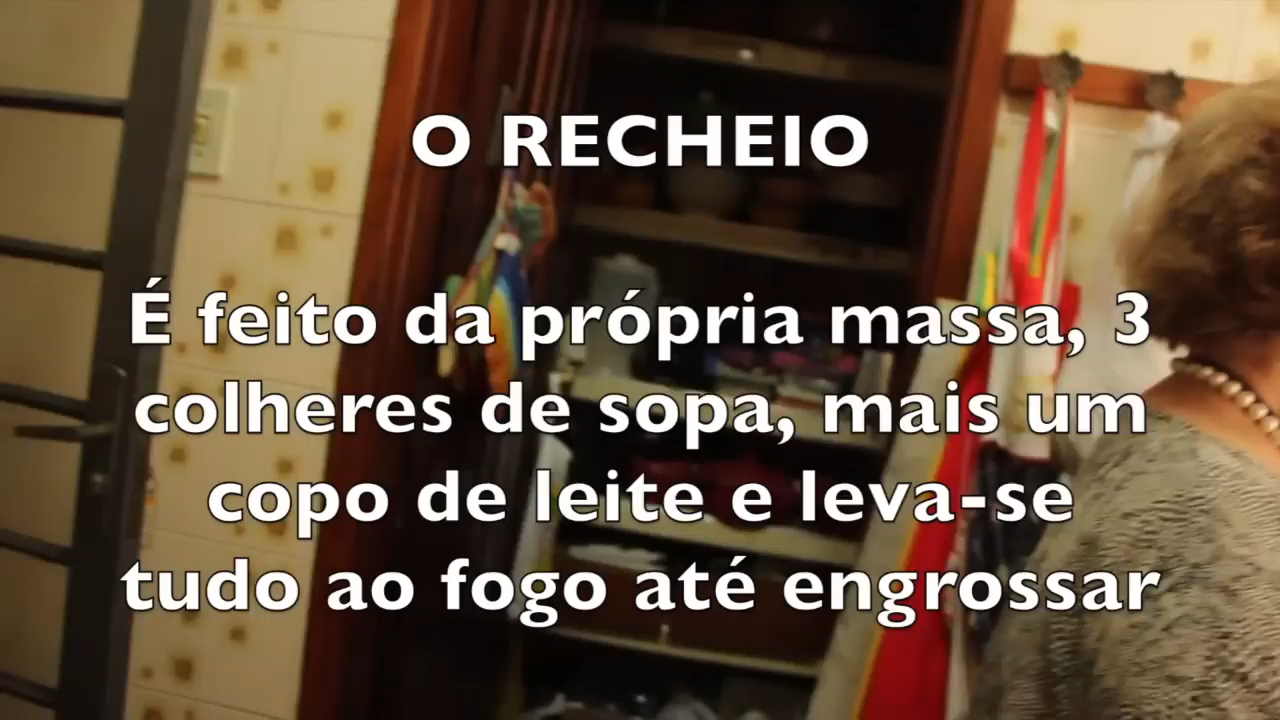 O RECHEIO
É feito da própria massa, 3
colheres de sopa, mais um
copo de leite e leva-se
tudo ao fogo até engrossar